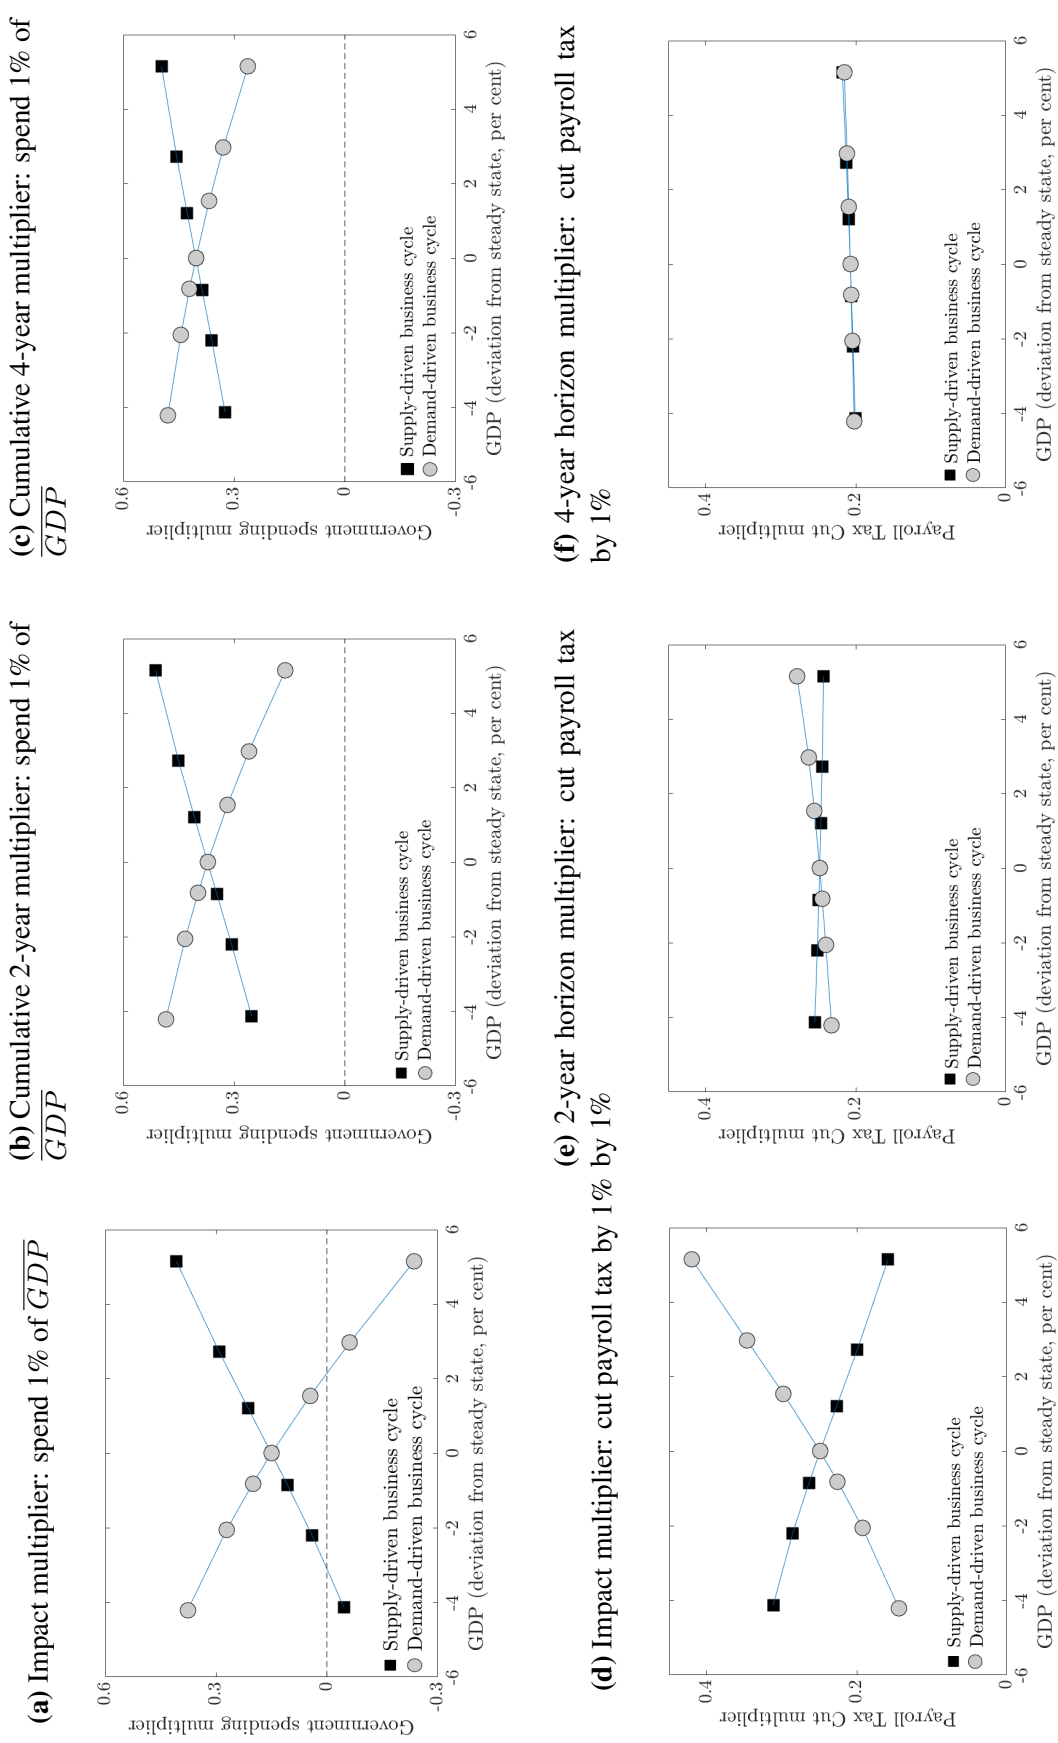 (a) Impact multiplier: spend 1% of GDP
Government spending multiplier
0.6
0.3
0
-0.3
-6 -4 -2 0 2 4 6
GDP (deviation from steady state, per cent)
Supply-driven business cycle
Demand-driven business cycle
(b) Cumulative 2-year multiplier: spend 1% of
GDP
Government spending multiplier
0.6
0.3
0
-0.3
-6 -4 -2 0 2 4 6
GDP (deviation from steady state, per cent)
Supply-driven business cycle
Demand-driven business cycle
(c) Cumulative 4-year multiplier: spend 1% of
GDP
Government spending multiplier
0.6
0.3
0
-0.3
-6 -4 -2 0 2 4 6
GDP (deviation from steady state, per cent)
Supply-driven business cycle
Demand-driven business cycle
(d) Impact multiplier: cut payroll tax by 1%
Payroll Tax Cut multiplier
0.4
0.2
0
-6 -4 -2 0 2 4 6
GDP (deviation from steady state, per cent)
Supply-driven business cycle
Demand-driven business cycle
(e) 2-year horizon multiplier: cut payroll tax
by 1%
Payroll Tax Cut multiplier
0.4
0.2
0
-6 -4 -2 0 2 4 6
GDP (deviation from steady state, per cent)
Supply-driven business cycle
Demand-driven business cycle
(f) 4-year horizon multiplier: cut payroll tax
by 1%
Payroll Tax Cut multiplier
0.4
0.2
0
-6 -4 -2 0 2 4 6
GDP (deviation from steady state, per cent)
Supply-driven business cycle
Demand-driven business cycle